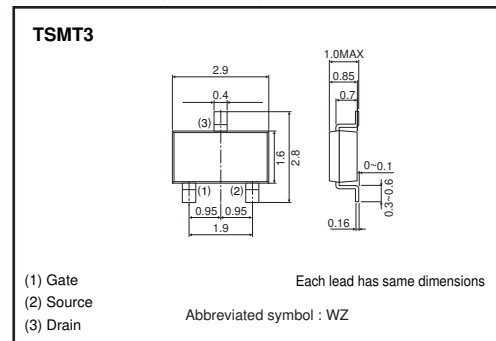 TSMT3
1.0MAX
2.9
0.85
0.4
0.7
(3)
1.6
2.8
0~0.1
(1)
(2)
0.3~0.6
0.95
0.95
0.16
1.9
(1) Gate
Each lead has same dimensions
(2) Source
Abbreviated symbol : WZ
(3) Drain